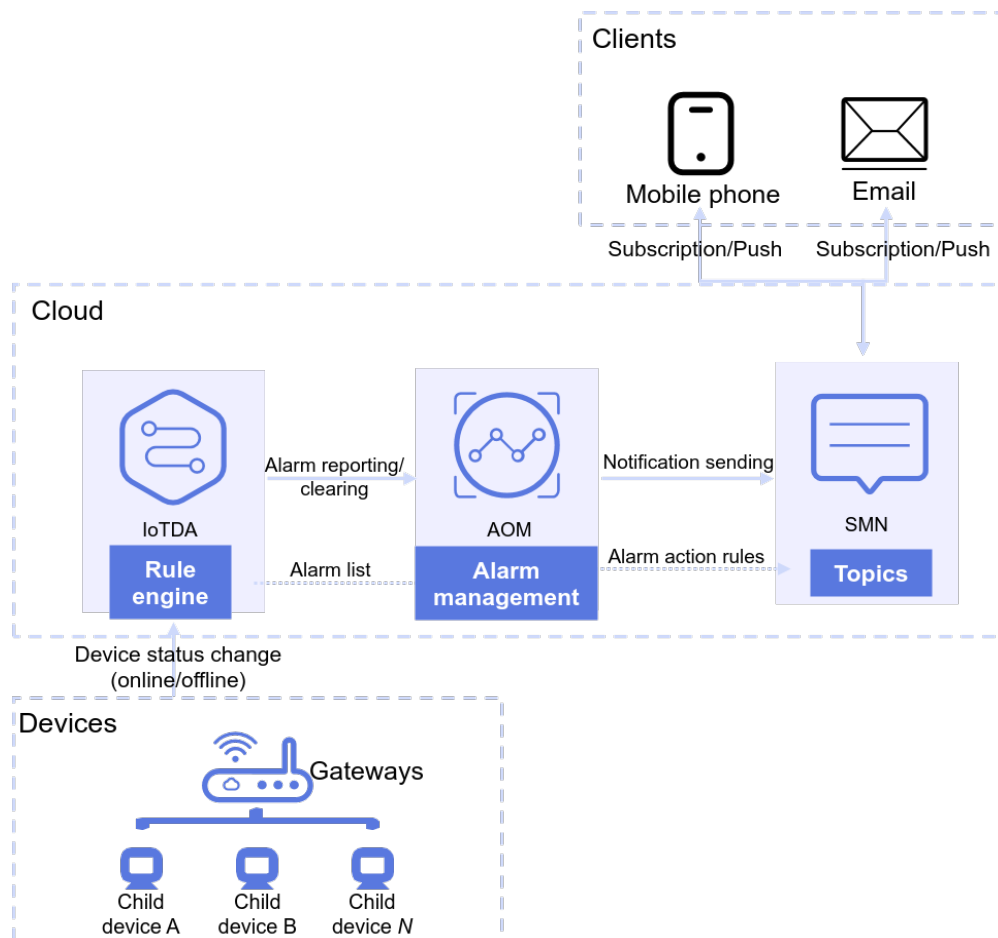 Clients
Mobile phone
Email
Subscription/Push
Subscription/Push
Cloud
Alarm reporting/
clearing
Notification sending
IoTDA
AOM
SMN
Rule
engine
Alarm list
Alarm
management
Alarm action rules
Topics
Device status change
(online/offline)
Devices
Gateways
Child
device A
Child
device B
Child
device N